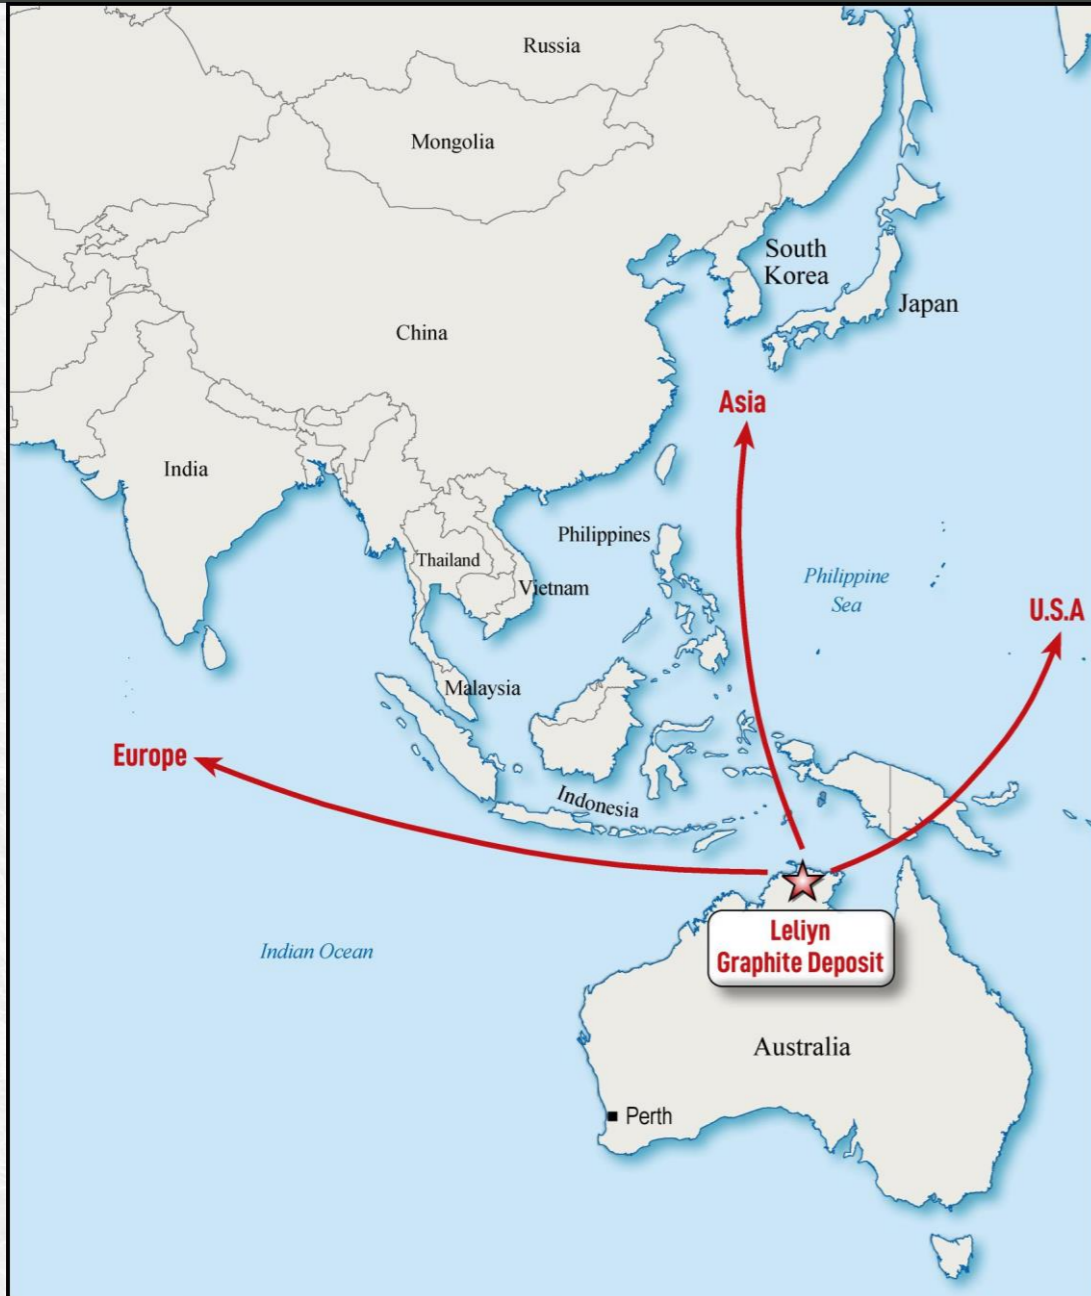 Russia
Mongolia
South
Korea
Japan
China
Asia
India
Philippines
Thailand
Vietnam
Philippine
Sea
U.S.A
Malaysia
Europe
Indonesia
Leliyn
Graphite Deposit
Indian Ocean
Australia
Perth